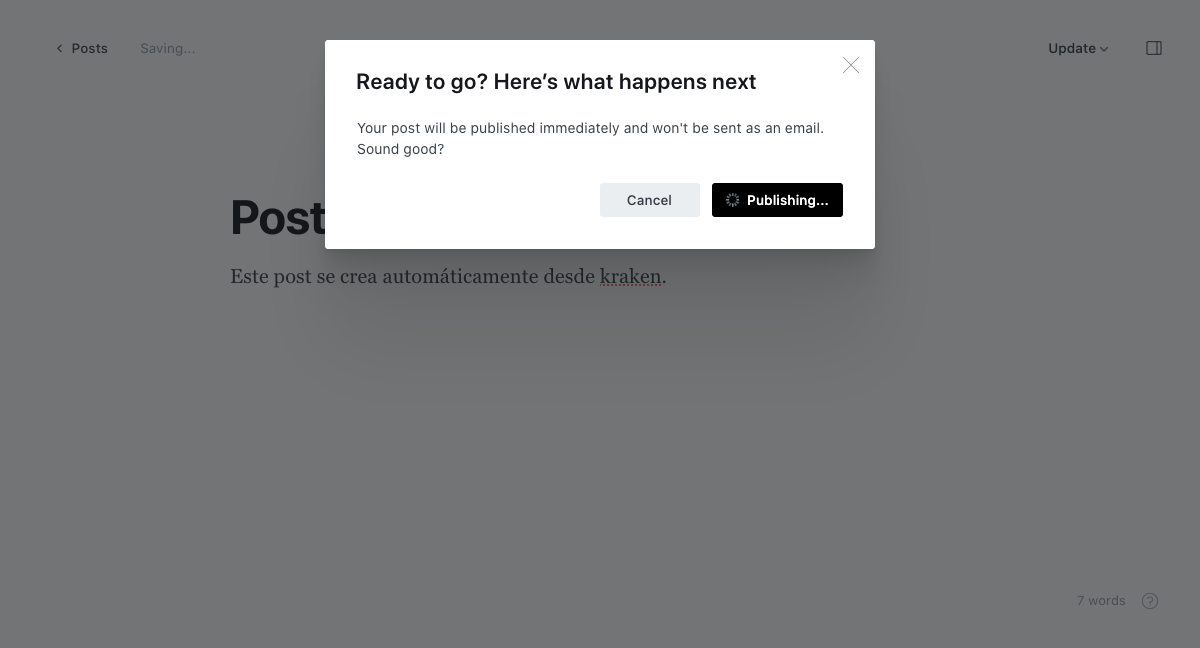 Posts Saving... Update
Ready to go? Here’s what happens next
Your post will be published immediately and won't be sent as an email.
Sound good?
Cancel Publishing...
Post
Este post se crea automáticamente desde kraken.
7 words ?